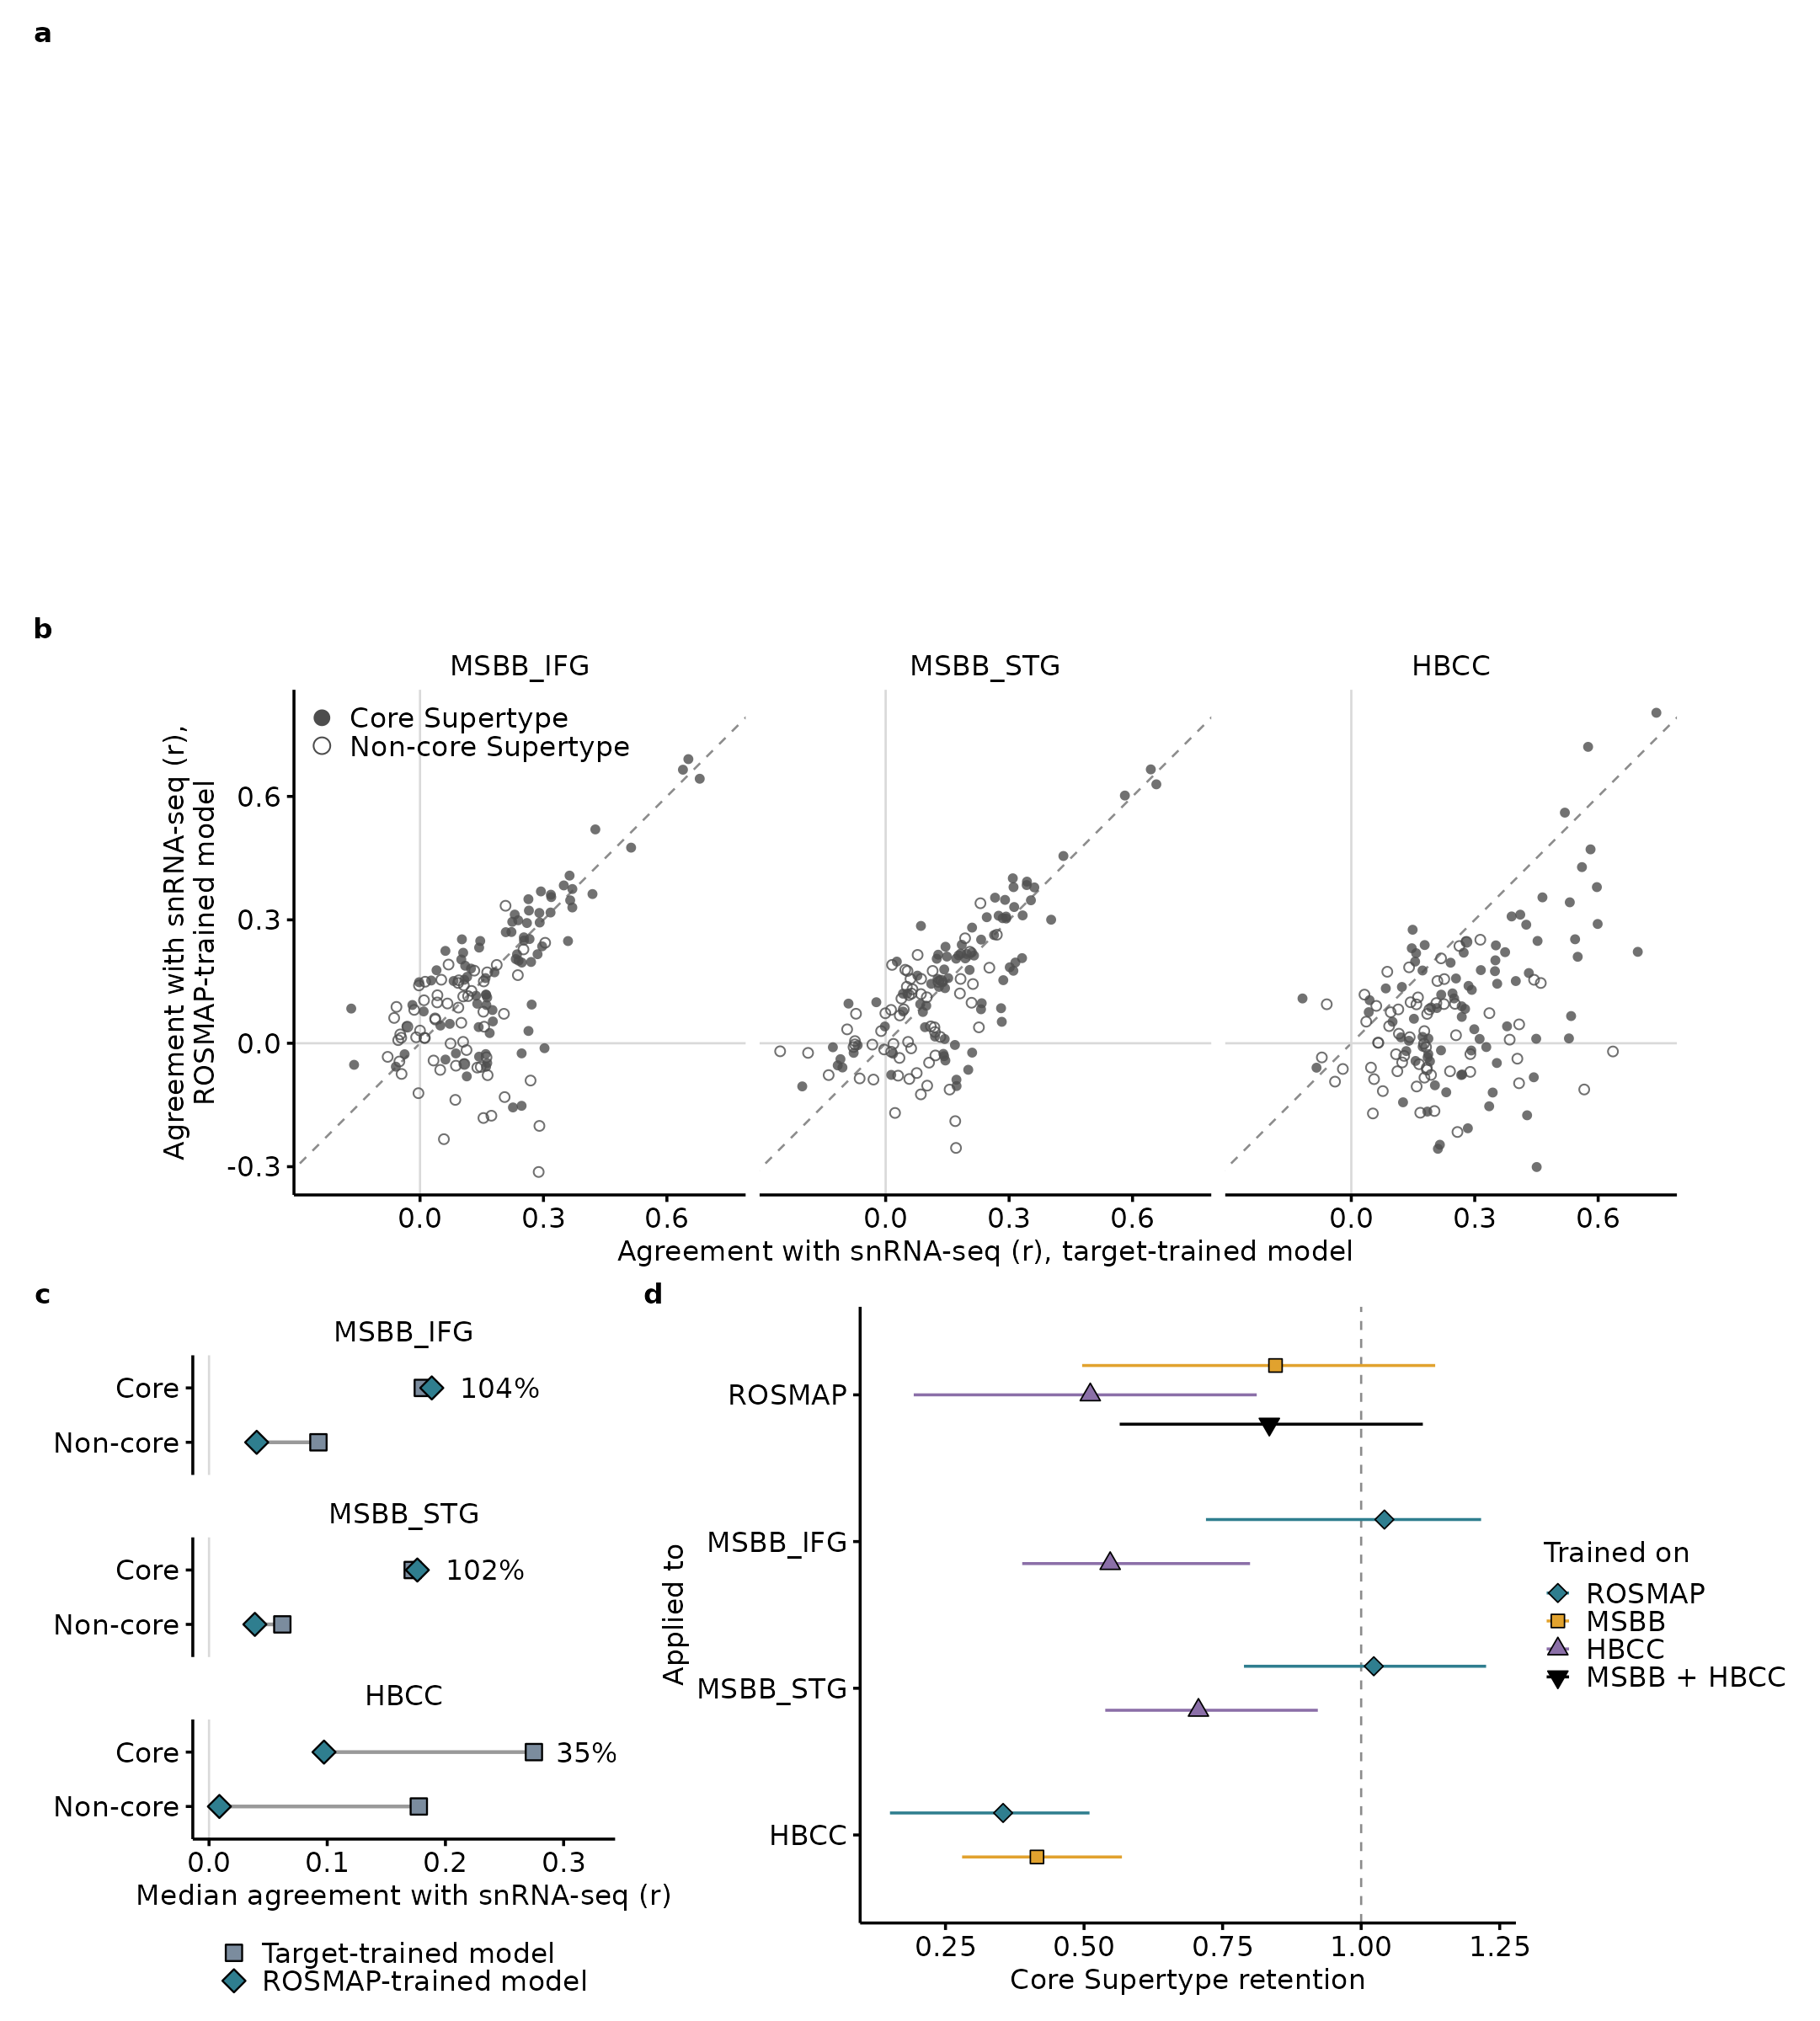 a
b
MSBB_IFG
MSBB_STG
HBCC
Core Supertype
Non-core Supertype
Agreement with snRNA-seq (r),
ROSMAP-trained model
0.6
0.3
0.0
-0.3
0.0 0.3 0.6
0.0 0.3 0.6
0.0 0.3 0.6
Agreement with snRNA-seq (r), target-trained model
c
MSBB_IFG
Core
104%
Non-core
MSBB_STG
Core
102%
Non-core
HBCC
Core
35%
Non-core
0.0 0.1 0.2 0.3
Median agreement with snRNA-seq (r)
Target-trained model
ROSMAP-trained model
d
Applied to
ROSMAP
MSBB_IFG
MSBB_STG
HBCC
0.25 0.50 0.75 1.00 1.25
Core Supertype retention
Trained on
ROSMAP
MSBB
HBCC
MSBB + HBCC